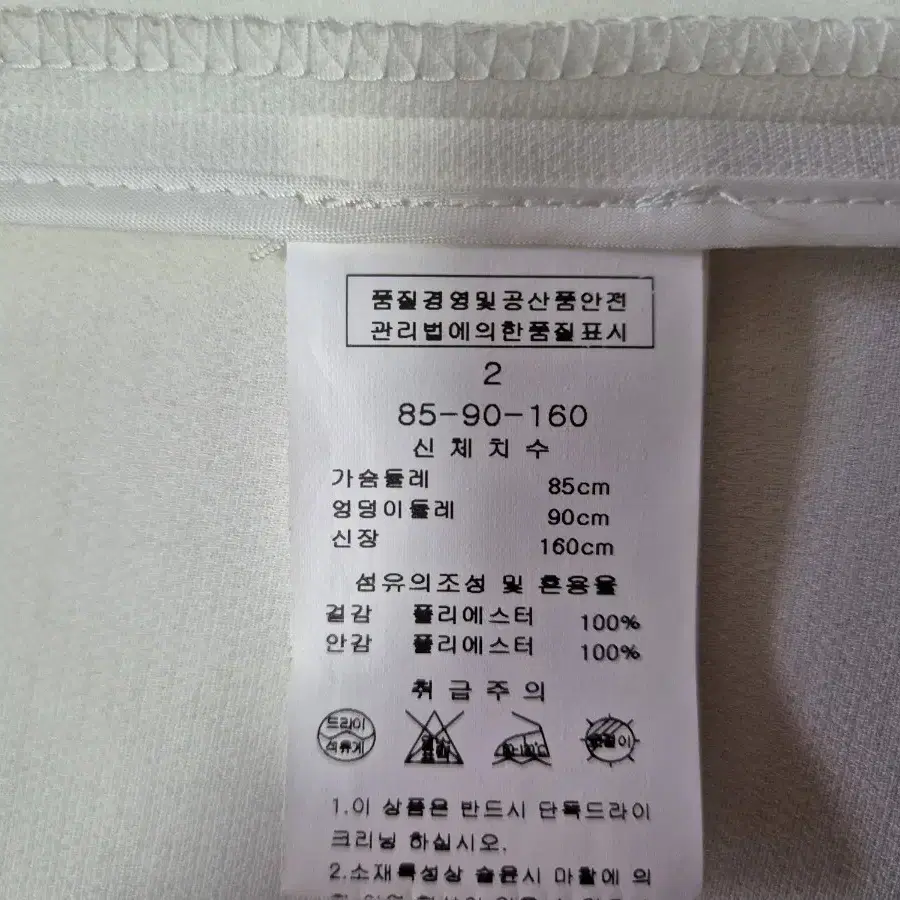 품질경영및공산품안전
관리법에의한품질표시
2
85-90-160
신체치수
가슴둘레 85cm
엉덩이둘레 90cm
신장 160cm
섬유의조성 및 혼용율
겉감 폴리에스터 100%
안감 폴리에스터 100%
취급주의
드라이
석유계
1.이 상품은 반드시 단독드라이
크리닝 하십시오.
2.소재특성상 착용시 마찰에 의